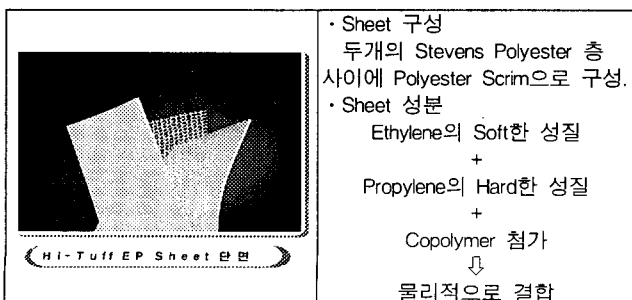 Hi-Tuff EP Sheet 단면
· Sheet 구성
두개의 Stevens Polyester 층
사이에 Polyester Scrim으로 구성.
· Sheet 성분
Ethylene의 Soft한 성질
+
Propylene의 Hard한 성질
+
Copolymer 첨가
⇩
물리적으로 결합